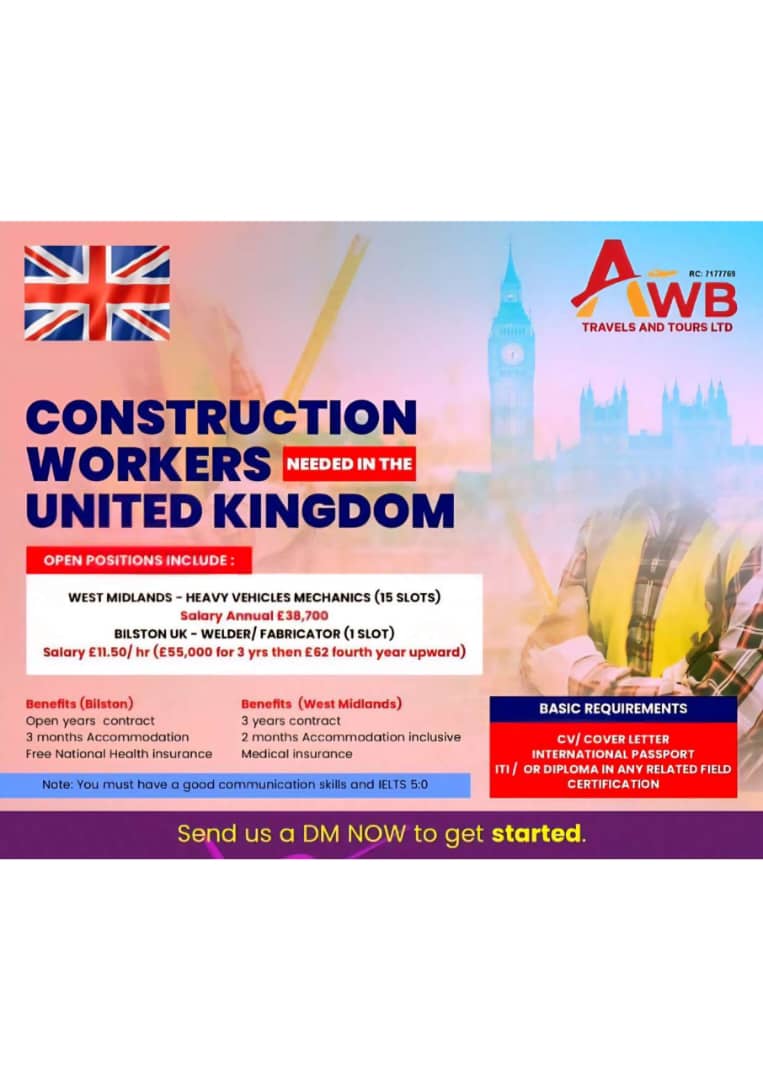 RC: 7177769
AWB
TRAVELS AND TOURS LTD
CONSTRUCTION
WORKERS NEEDED IN THE
UNITED KINGDOM
OPEN POSITIONS INCLUDE :
WEST MIDLANDS - HEAVY VEHICLES MECHANICS (15 SLOTS)
Salary Annual £38,700
BILSTON UK - WELDER/ FABRICATOR (1 SLOT)
Salary £11.50/ hr (£55,000 for 3 yrs then £62 fourth year upward)
Benefits (Bilston)
Open years contract
3 months Accommodation
Free National Health insurance
Benefits (West Midlands)
3 years contract
2 months Accommodation inclusive
Medical insurance
BASIC REQUIREMENTS
CV/ COVER LETTER
INTERNATIONAL PASSPORT
ITI / OR DIPLOMA IN ANY RELATED FIELD
CERTIFICATION
Note: You must have a good communication skills and IELTS 5:0
Send us a DM NOW to get started.